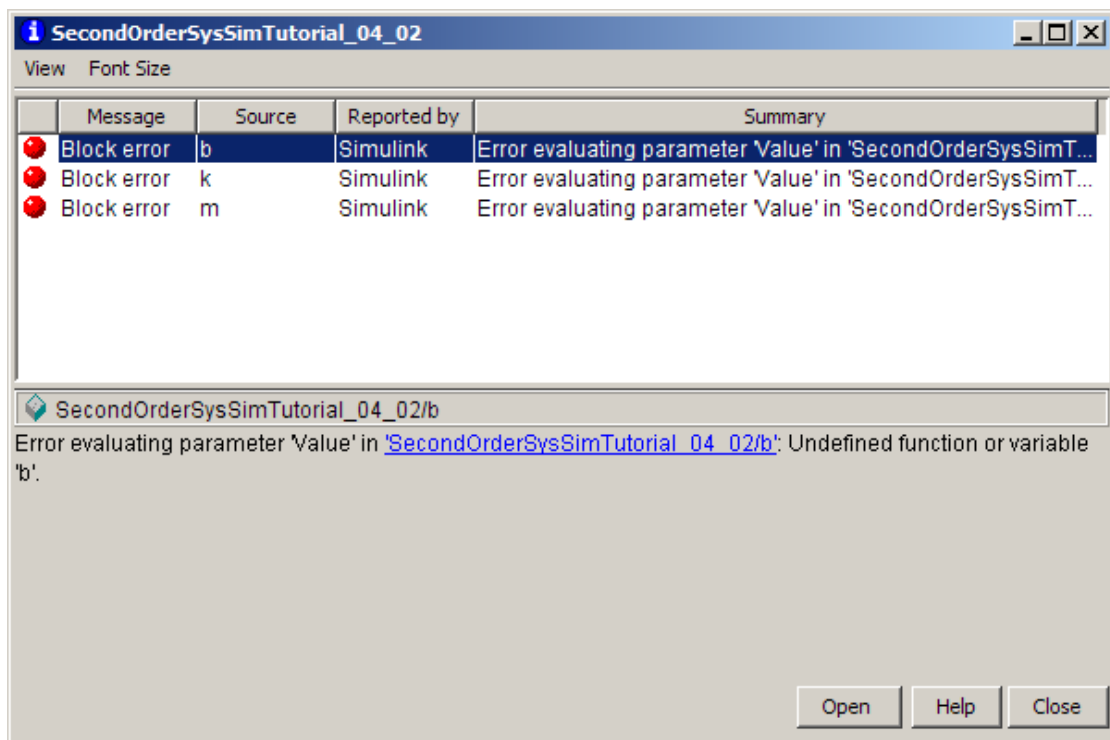 SecondOrderSysSimTutorial_04_02
View Font Size
Message Source Reported by Summary
Block error b Simulink Error evaluating parameter 'Value' in 'SecondOrderSysSimT...
Block error k Simulink Error evaluating parameter 'Value' in 'SecondOrderSysSimT...
Block error m Simulink Error evaluating parameter 'Value' in 'SecondOrderSysSimT...
SecondOrderSysSimTutorial_04_02/b
Error evaluating parameter 'Value' in 'SecondOrderSysSimTutorial_04_02/b': Undefined function or variable
'b'.
Open Help Close